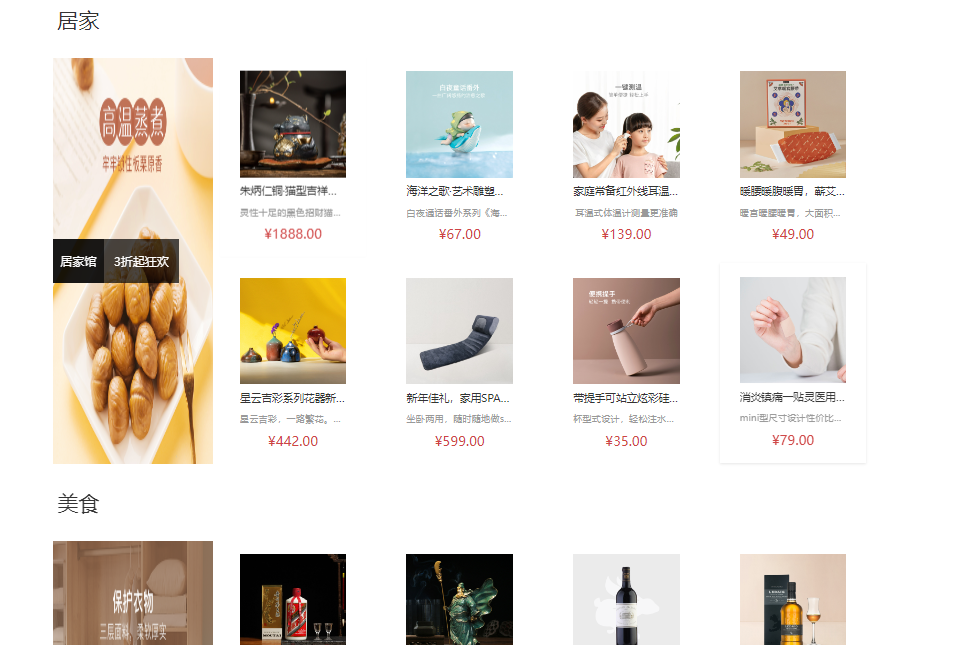 居家
高温蒸煮
牢牢封住板栗原香
居家馆 3折起狂欢
朱炳仁铜·猫型吉祥...
灵性十足的黑色招财猫...
¥1888.00
白夜童话番外
海洋之歌·艺术雕塑...
白夜童话番外系列《海...
¥67.00
一键测温
家庭常备红外线耳温...
耳温式体温计测量更准确
¥139.00
暖腰暖腹暖胃，蕲艾...
暖宫暖腰暖胃，大面积...
¥49.00
星云吉彩系列花器新...
星云吉彩，一路繁花。...
¥442.00
新年佳礼，家用SPA...
坐卧两用，随时随地做s...
¥599.00
便携提手
带提手可站立炫彩硅...
杯型式设计，轻松注水...
¥35.00
消炎镇痛一贴灵医用...
mini型尺寸设计性价比...
¥79.00
美食
保护衣物
三层面料，柔软厚实
MOUTAI